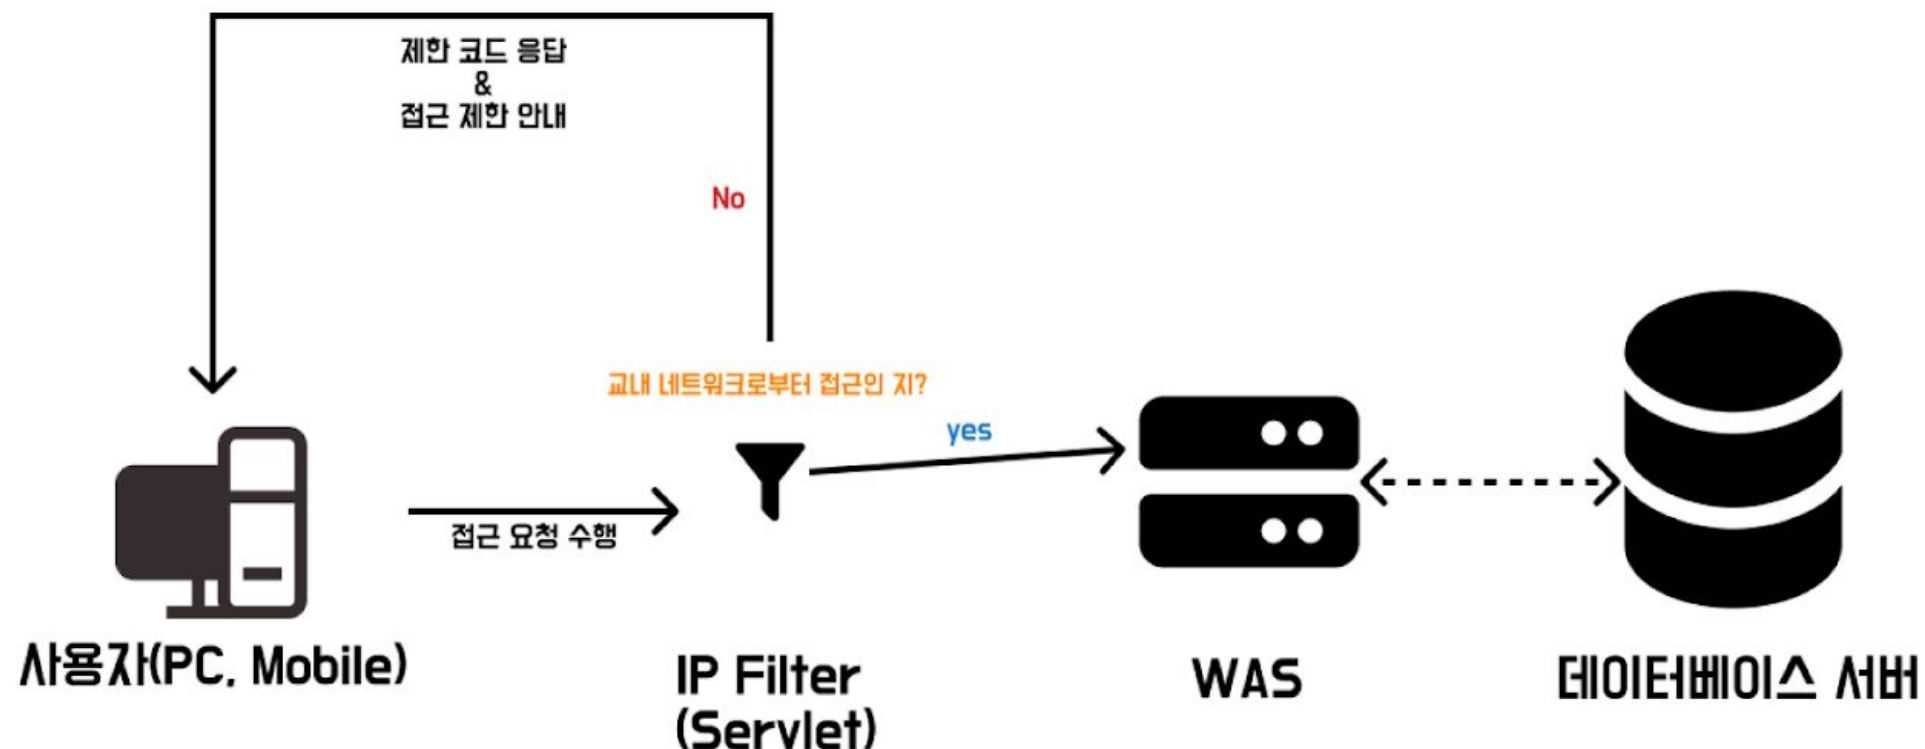 제한 코드 응답
&
접근 제한 안내
No
교내 네트워크로부터 접근인 지?
yes
접근 요청 수행
사용자(PC, Mobile)
IP Filter
(Servlet)
WAS
데이터베이스 서버